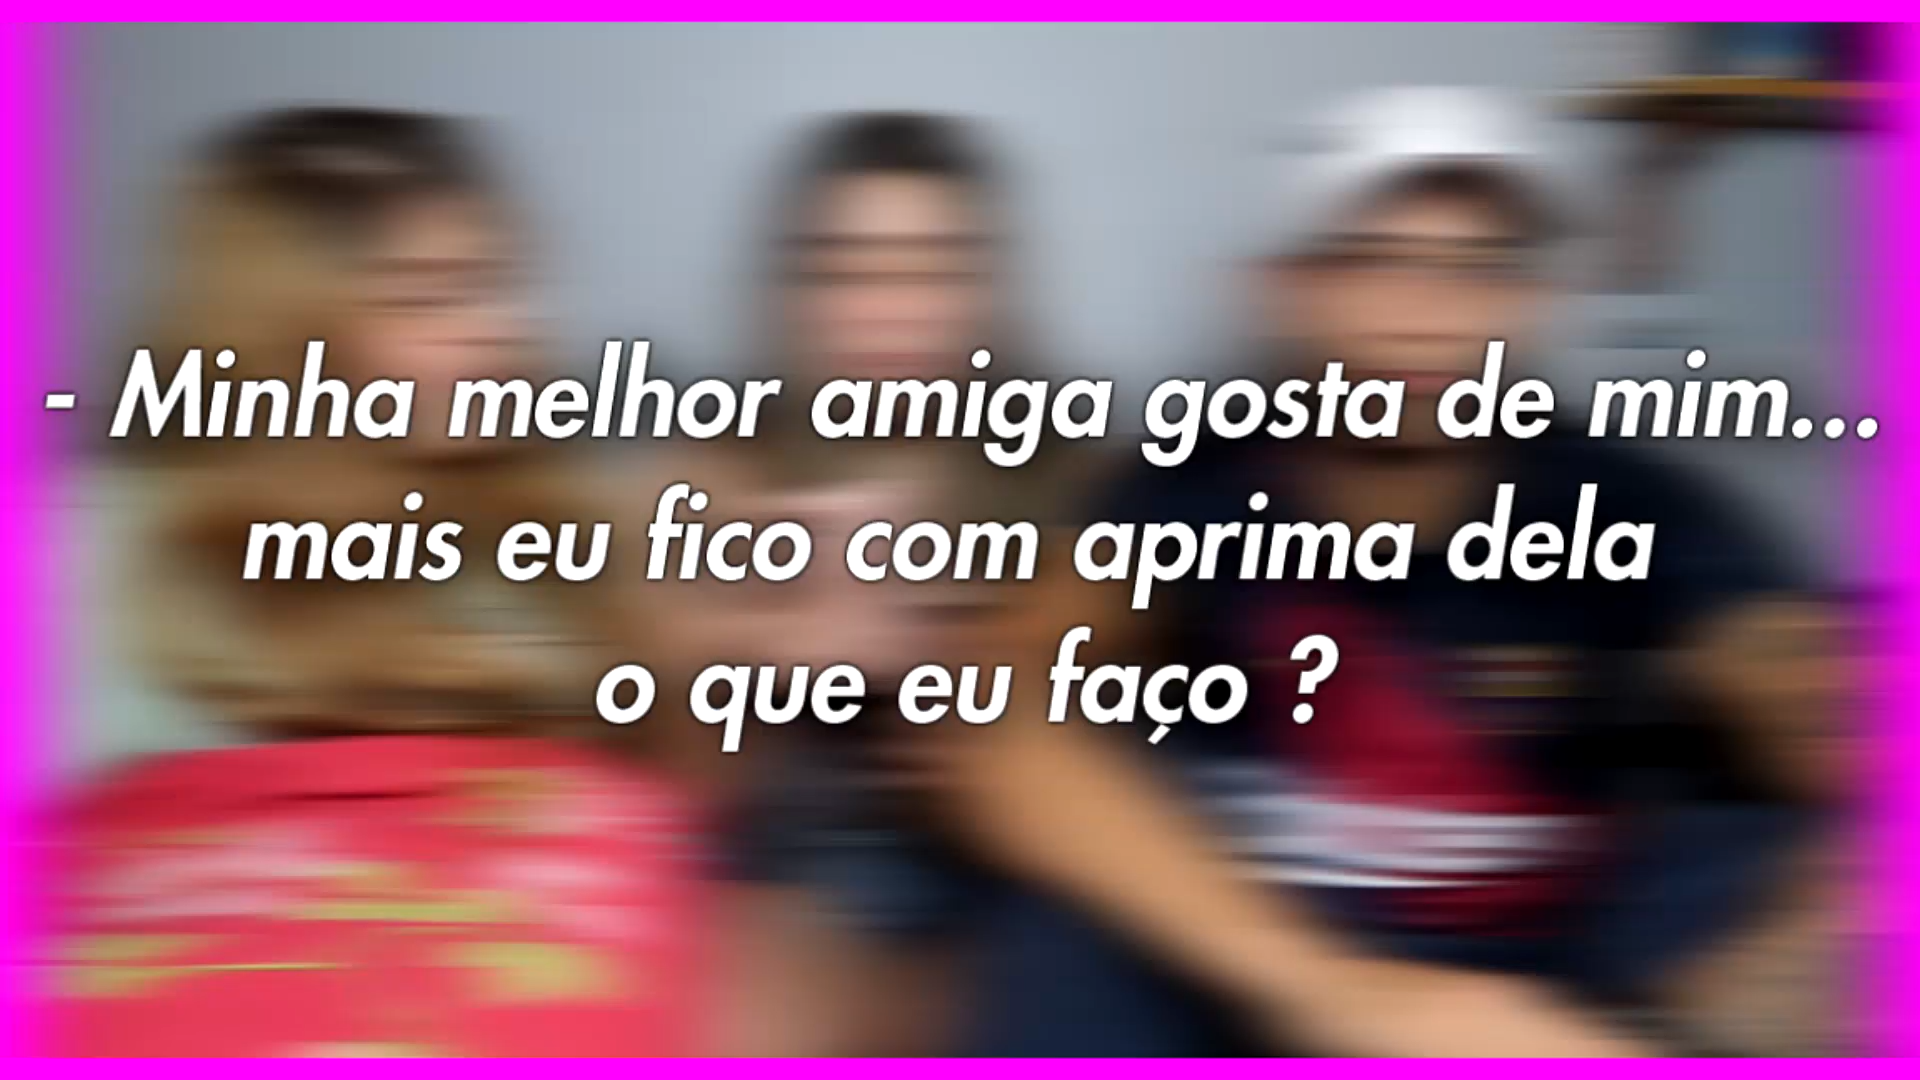 - Minha melhor amiga gosta de mim...
mais eu fico com aprima dela
o que eu faço ?